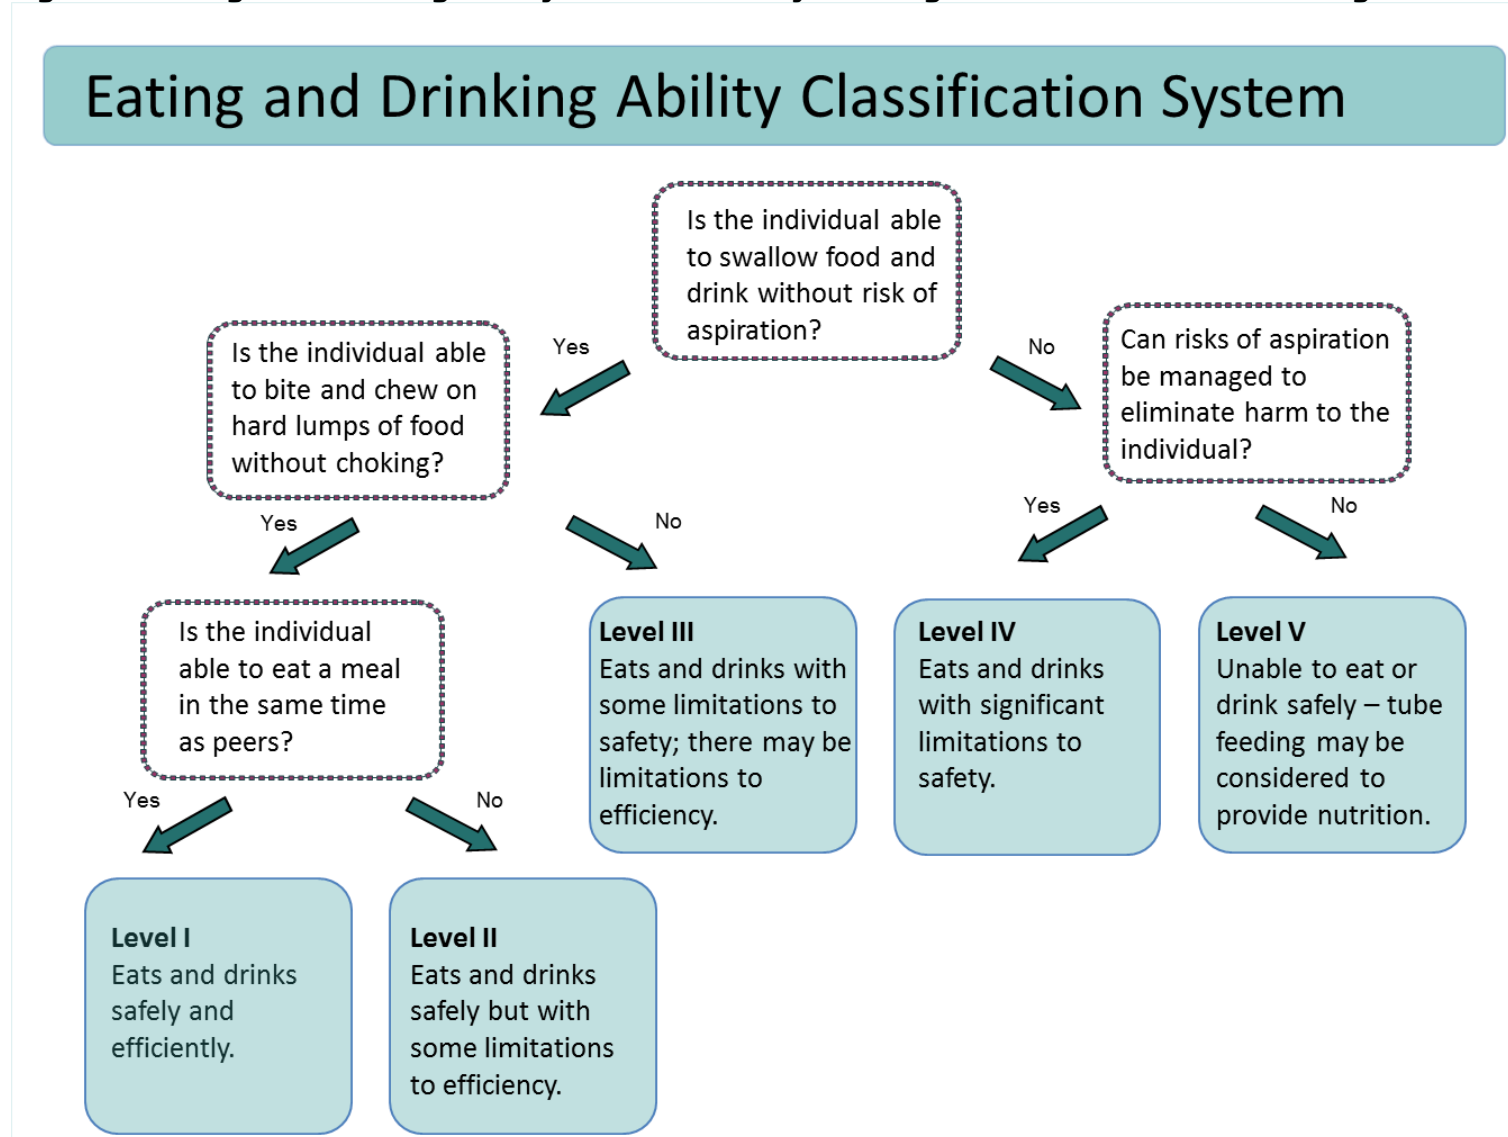 Eating and Drinking Ability Classification System
Is the individual able
to swallow food and
drink without risk of
aspiration?
Yes
No
Is the individual able
to bite and chew on
hard lumps of food
without choking?
Can risks of aspiration
be managed to
eliminate harm to the
individual?
Yes
No
Yes
No
Is the individual
able to eat a meal
in the same time
as peers?
Level III
Eats and drinks with
some limitations to
safety; there may be
limitations to
efficiency.
Level IV
Eats and drinks
with significant
limitations to
safety.
Level V
Unable to eat or
drink safely – tube
feeding may be
considered to
provide nutrition.
Yes
No
Level I
Eats and drinks
safely and
efficiently.
Level II
Eats and drinks
safely but with
some limitations
to efficiency.